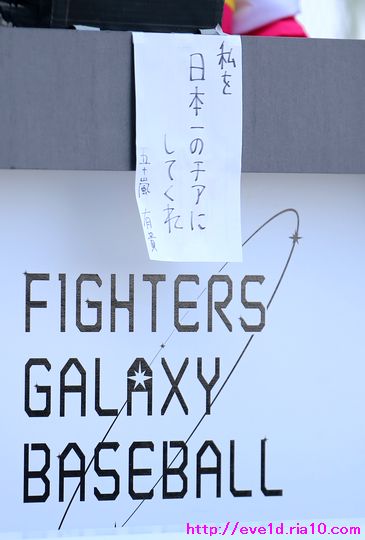 私を
日本一のチアに
してくれ
五十嵐 有貴
FIGHTERS
GALAXY
BASEBALL
http://eve1d.ria10.com